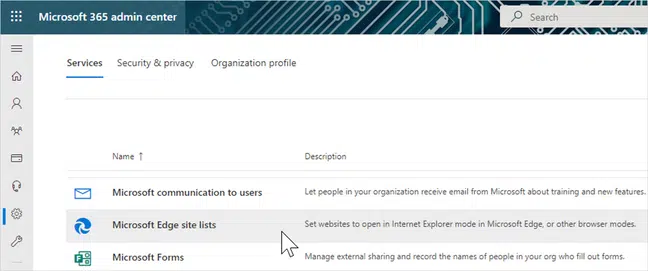 Microsoft 365 admin center
Search
Services Security & privacy Organization profile
Name ↑ Description
Microsoft communication to users Let people in your organization receive email from Microsoft about training and new features.
Microsoft Edge site lists Set websites to open in Internet Explorer mode in Microsoft Edge, or other browser modes.
Microsoft Forms Manage external sharing and record the names of people in your org who fill out forms.